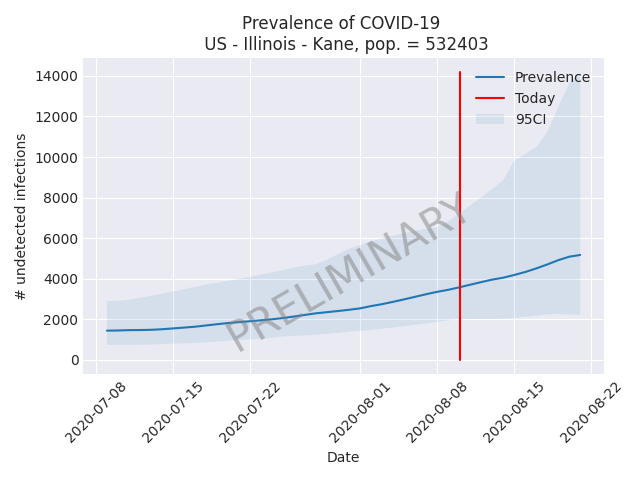 Prevalence of COVID-19
US - Illinois - Kane, pop. = 532403
14000
12000
10000
8000
6000
4000
2000
0
# undetected infections
Prevalence
Today
95CI
PRELIMINARY
2020-07-08
2020-07-15
2020-07-22
2020-08-01
2020-08-08
2020-08-15
2020-08-22
Date